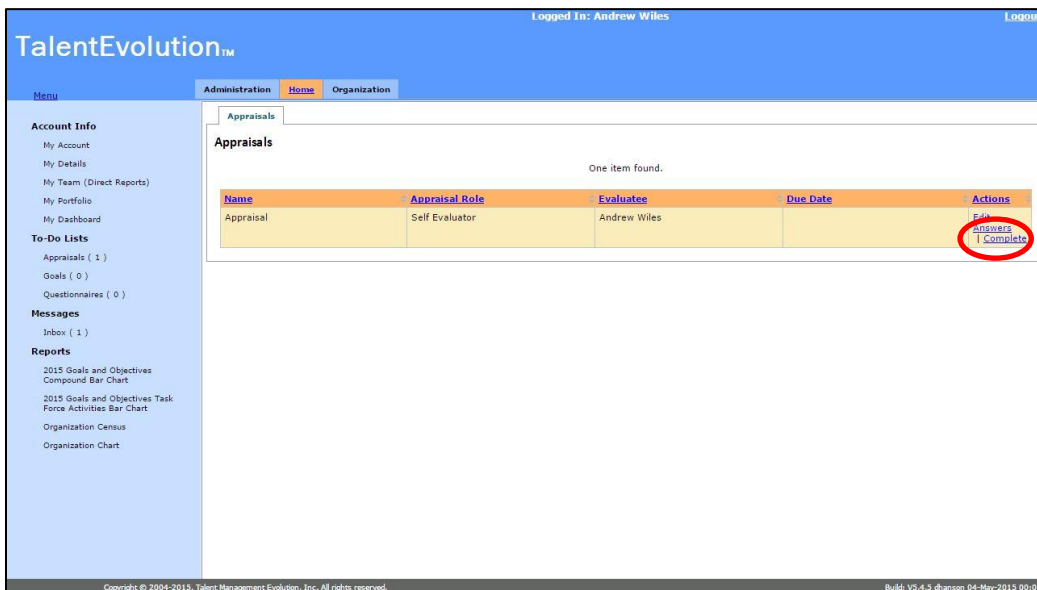 Logged In: Andrew Wiles
Logou
TalentEvolution™
Menu
Administration Home Organization
Account Info
My Account
My Details
My Team (Direct Reports)
My Portfolio
My Dashboard
To-Do Lists
Appraisals ( 1 )
Goals ( 0 )
Questionnaires ( 0 )
Messages
Inbox ( 1 )
Reports
2015 Goals and Objectives
Compound Bar Chart
2015 Goals and Objectives Task
Force Activities Bar Chart
Organization Census
Organization Chart
Appraisals
Appraisals
One item found.
Name Appraisal Role Evaluatee Due Date Actions
Appraisal Self Evaluator Andrew Wiles Edit
Answers
| Complete
Copyright © 2004-2015, Talent Management Evolution, Inc. All rights reserved.
Build: V5.4.5 dhanson 04-May-2015 00:0